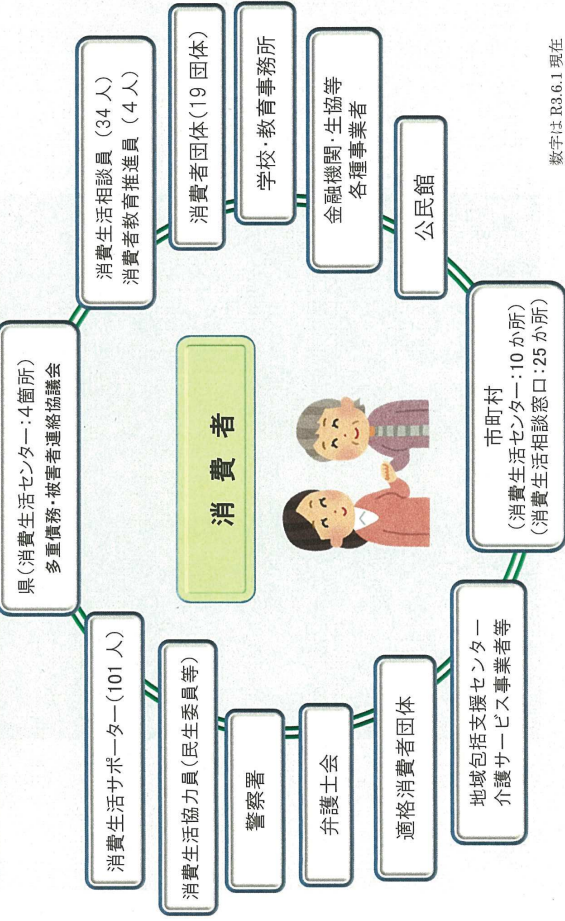 県(消費生活センター:4箇所)
多重債務・被害者連絡協議会
消費生活相談員(34人)
消費者教育推進員(4人)
消費者団体(19団体)
学校・教育事務所
金融機関・生協等
各種事業者
公民館
市町村
(消費生活センター:10か所)
(消費生活相談窓口:25か所)
地域包括支援センター
介護サービス事業者等
適格消費者団体
弁護士会
警察署
消費生活協力員(民生委員等)
消費生活サポーター(101人)
消費者
数字はR3.6.1現在